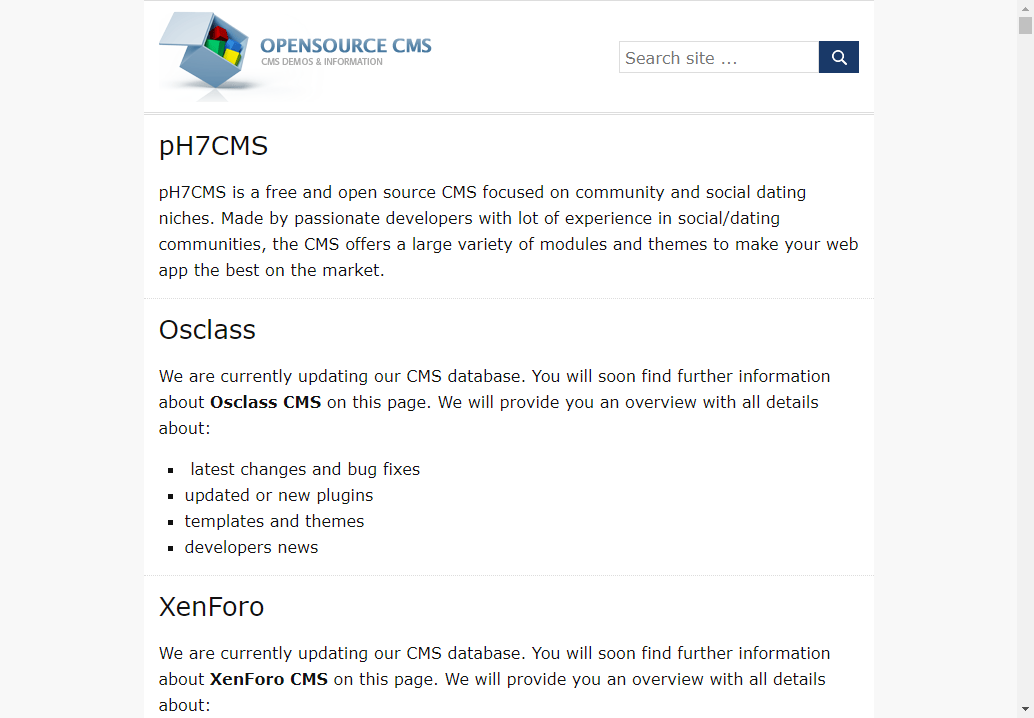 OPENSOURCE CMS
CMS DEMOS & INFORMATION
Search site ...
pH7CMS
pH7CMS is a free and open source CMS focused on community and social dating
niches. Made by passionate developers with lot of experience in social/dating
communities, the CMS offers a large variety of modules and themes to make your web
app the best on the market.
Osclass
We are currently updating our CMS database. You will soon find further information
about Osclass CMS on this page. We will provide you an overview with all details
about:
latest changes and bug fixes
updated or new plugins
templates and themes
developers news
XenForo
We are currently updating our CMS database. You will soon find further information
about XenForo CMS on this page. We will provide you an overview with all details
about: